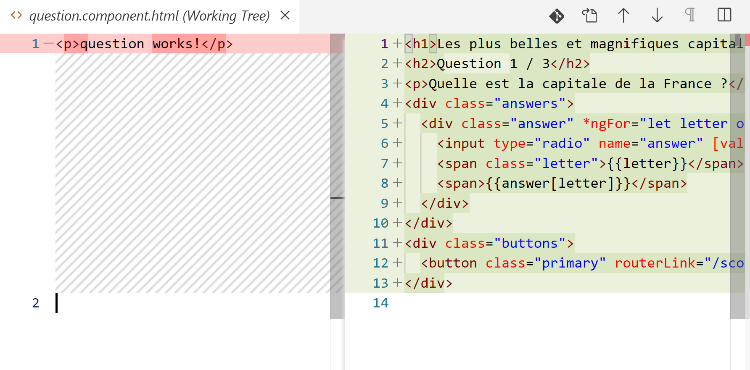 <> question.component.html (Working Tree) ×
1 − <p>question works!</p>
2
1 + <h1>Les plus belles et magnifiques capital
2 + <h2>Question 1 / 3</h2>
3 + <p>Quelle est la capitale de la France ?</
4 + <div class="answers">
5 +   <div class="answer" *ngFor="let letter o
6 +     <input type="radio" name="answer" [val
7 +     <span class="letter">{{letter}}</span>
8 +     <span>{{answer[letter]}}</span>
9 +   </div>
10 + </div>
11 + <div class="buttons">
12 +   <button class="primary" routerLink="/sco
13 + </div>
14